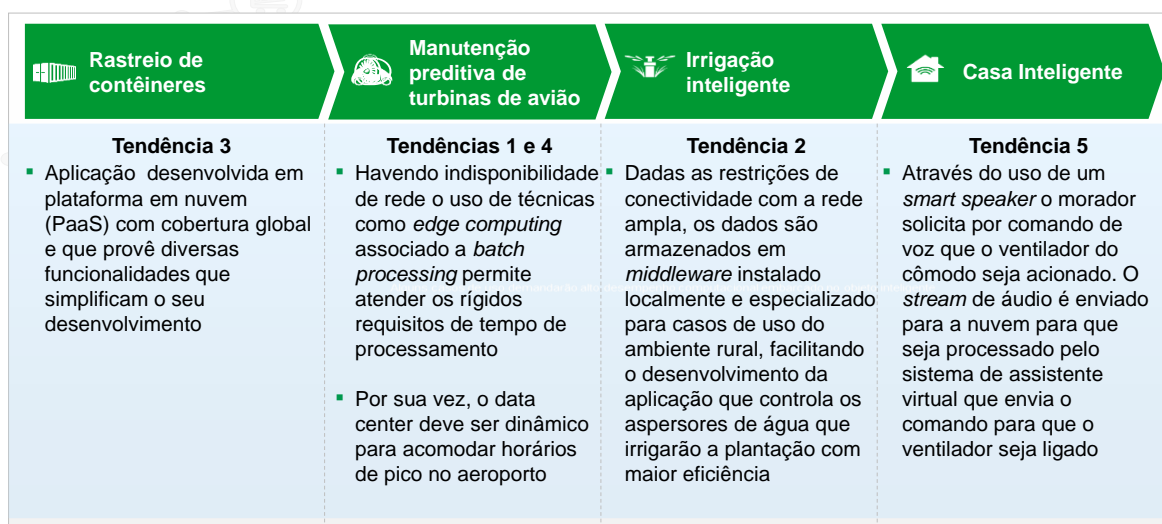 Rastreio de
contêineres
Manutenção
preditiva de
turbinas de avião
Irrigação
inteligente
Casa Inteligente
Tendência 3
▪ Aplicação desenvolvida em
plataforma em nuvem
(PaaS) com cobertura global
e que provê diversas
funcionalidades que
simplificam o seu
desenvolvimento
Tendências 1 e 4
▪ Havendo indisponibilidade
de rede o uso de técnicas
como edge computing
associado a batch
processing permite
atender os rígidos
requisitos de tempo de
processamento
▪ Por sua vez, o data
center deve ser dinâmico
para acomodar horários
de pico no aeroporto
Tendência 2
▪ Dadas as restrições de
conectividade com a rede
ampla, os dados são
armazenados em
middleware instalado
localmente e especializado
para casos de uso do
ambiente rural, facilitando
o desenvolvimento da
aplicação que controla os
aspersores de água que
irrigarão a plantação com
maior eficiência
Tendência 5
▪ Através do uso de um
smart speaker o morador
solicita por comando de
voz que o ventilador do
cômodo seja acionado. O
stream de áudio é enviado
para a nuvem para que
seja processado pelo
sistema de assistente
virtual que envia o
comando para que o
ventilador seja ligado